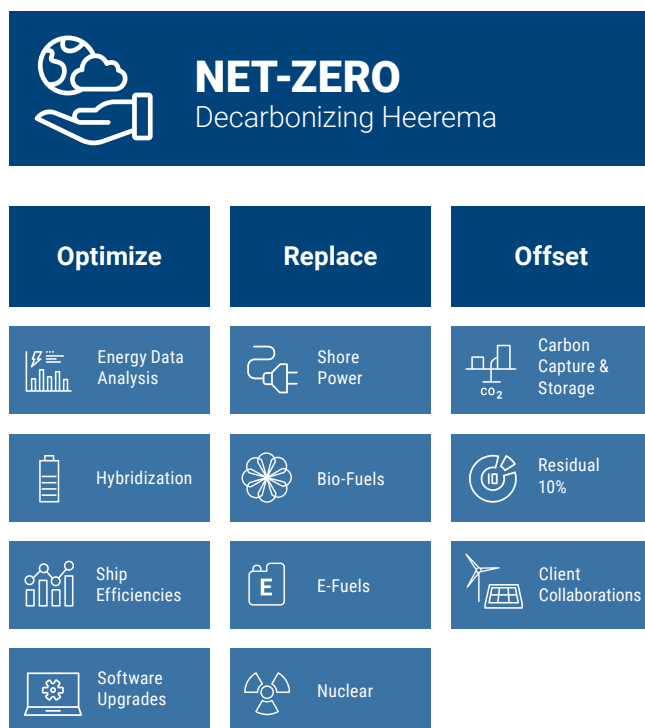 NET-ZERO
Decarbonizing Heerema
Optimize
Replace
Offset
Energy Data
Analysis
Shore
Power
CO2
Carbon
Capture &
Storage
Hybridization
Bio-Fuels
10
Residual
10%
Ship
Efficiencies
E
E-Fuels
Client
Collaborations
Software
Upgrades
Nuclear